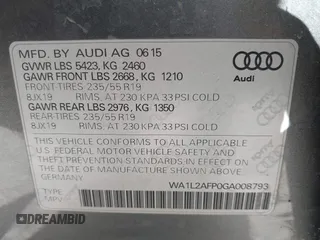 MFD. BY AUDI AG 06 15
GVWR LBS 5423, KG 2460
GAWR FRONT LBS 2668, KG 1210
FRONT TIRES 235/55 R19
8JX19 RIMS, AT 230 KPA 33 PSI COLD
GAWR REAR LBS 2976, KG 1350
REAR-TIRES 235/55 R19
8JX19 RIMS, AT 230 KPA 33 PSI COLD
THIS VEHICLE CONFORMS TO ALL APPLICABLE
U.S. FEDERAL MOTOR VEHICLE SAFETY AND
THEFT PREVENTION STANDARDS IN EFFECT ON
THE DATE OF MANUFACTURE SHOWN ABOVE
GERMANY
WA1L2AFP0GA008793
TYPE
MPV
Audi
DREAMBID